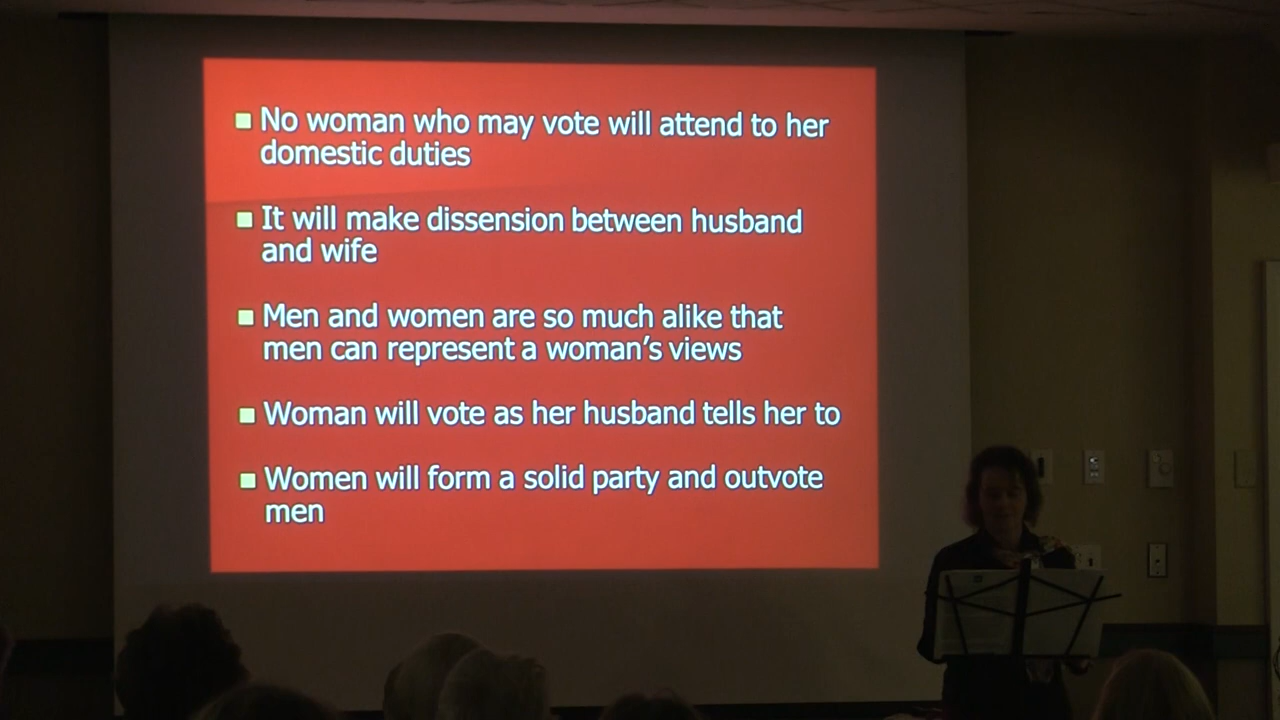 No woman who may vote will attend to her
domestic duties
It will make dissension between husband
and wife
Men and women are so much alike that
men can represent a woman's views
Woman will vote as her husband tells her to
Women will form a solid party and outvote
men